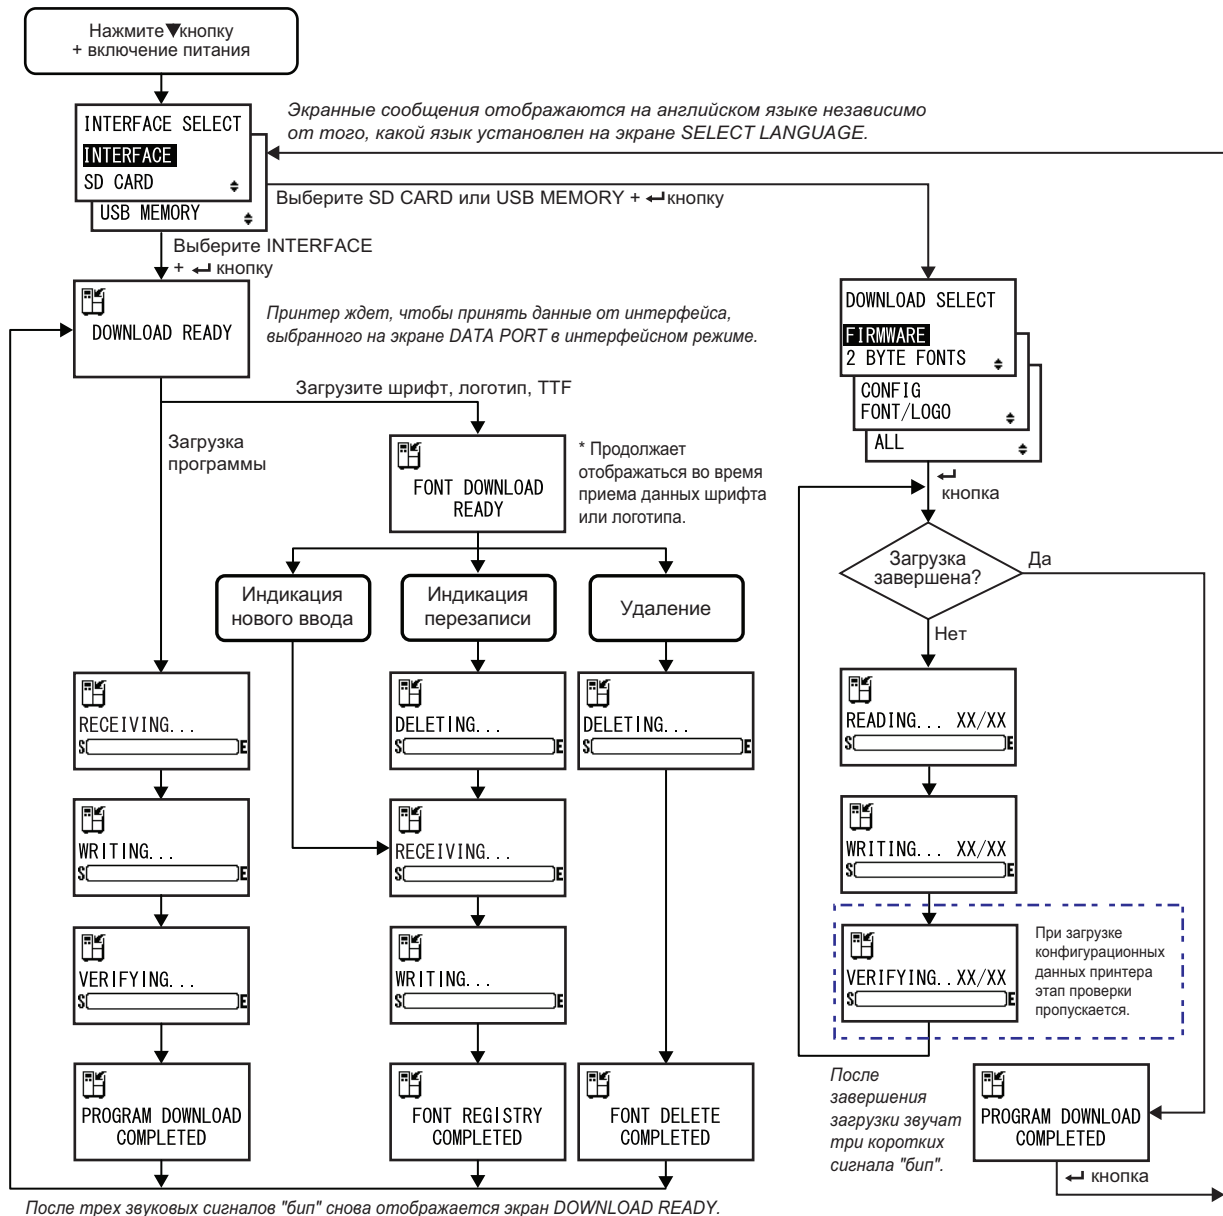 Нажмите▼кнопку
+ включение питания
Экранные сообщения отображаются на английском языке независимо
от того, какой язык установлен на экране SELECT LANGUAGE.
INTERFACE SELECT
INTERFACE
SD CARD
USB MEMORY
Выберите SD CARD или USB MEMORY + ↵кнопку
Выберите INTERFACE
+ ↵ кнопку
DOWNLOAD READY
Принтер ждет, чтобы принять данные от интерфейса,
выбранного на экране DATA PORT в интерфейсном режиме.
DOWNLOAD SELECT
FIRMWARE
2 BYTE FONTS
CONFIG
FONT/LOGO
ALL
↵
кнопка
Загрузите шрифт, логотип, TTF
Загрузка
программы
FONT DOWNLOAD
READY
* Продолжает
отображаться во время
приема данных шрифта
или логотипа.
Индикация
нового ввода
Индикация
перезаписи
Удаление
Загрузка
завершена?
Да
Нет
RECEIVING...
S E
DELETING...
S E
DELETING...
S E
READING... XX/XX
S E
WRITING...
S E
RECEIVING...
S E
WRITING... XX/XX
S E
VERIFYING...
S E
WRITING...
S E
VERIFYING..XX/XX
S E
При загрузке
конфигурационных
данных принтера
этап проверки
пропускается.
PROGRAM DOWNLOAD
COMPLETED
FONT REGISTRY
COMPLETED
FONT DELETE
COMPLETED
После
завершения
загрузки звучат
три коротких
сигнала "бип".
PROGRAM DOWNLOAD
COMPLETED
↵ кнопка
После трех звуковых сигналов "бип" снова отображается экран DOWNLOAD READY.